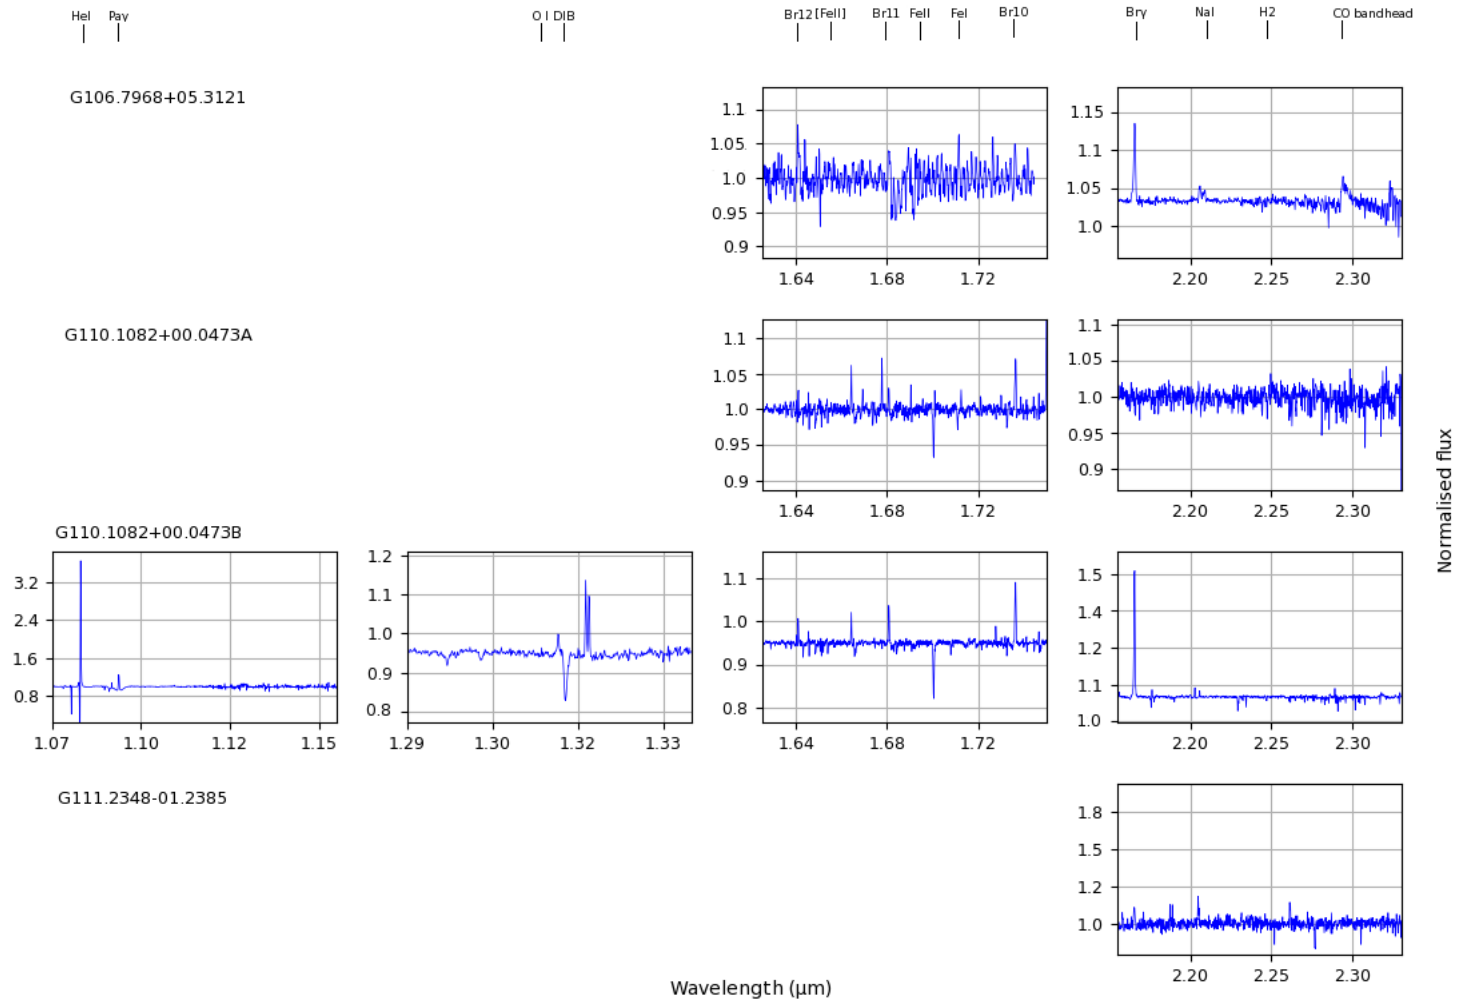 HeI Paγ O I DIB Br12 [FeII] Br11 FeII FeI Br10 Brγ NaI H2 CO bandhead
G106.7968+05.3121
1.1
1.05
1.0
0.95
0.9
1.64 1.68 1.72
1.15
1.1
1.05
1.0
2.20 2.25 2.30
G110.1082+00.0473A
1.1
1.05
1.0
0.95
0.9
1.64 1.68 1.72
1.1
1.05
1.0
0.95
0.9
2.20 2.25 2.30
Normalised flux
G110.1082+00.0473B
3.2
2.4
1.6
0.8
1.07 1.10 1.12 1.15
1.2
1.1
1.0
0.9
0.8
1.29 1.30 1.32 1.33
1.1
1.0
0.9
0.8
1.64 1.68 1.72
1.5
1.4
1.2
1.1
1.0
2.20 2.25 2.30
G111.2348-01.2385
1.8
1.5
1.2
1.0
2.20 2.25 2.30
Wavelength (μm)